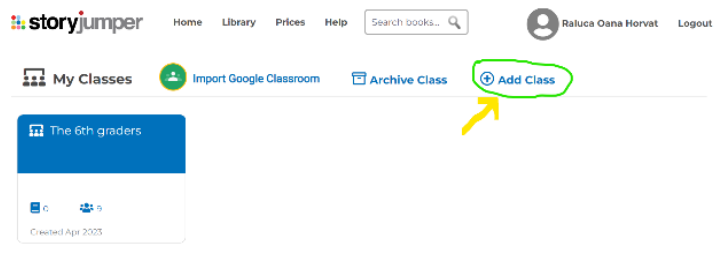 storyjumper Home Library Prices Help Search books... Raluca Oana Horvat Logout
My Classes Import Google Classroom Archive Class Add Class
The 6th graders
0 9
Created Apr 2023